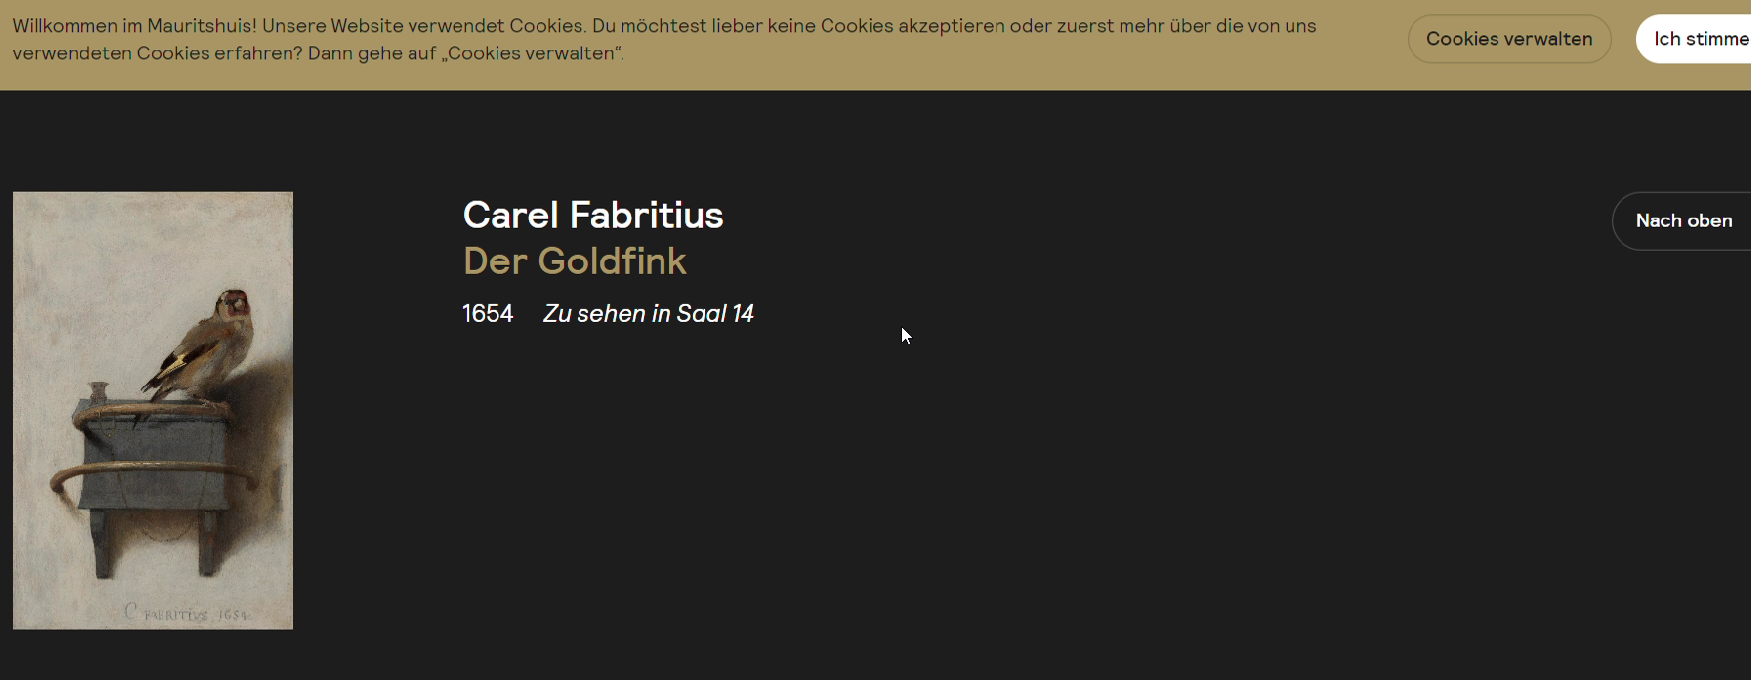 Willkommen im Mauritshuis! Unsere Website verwendet Cookies. Du möchtest lieber keine Cookies akzeptieren oder zuerst mehr über die von uns
verwendeten Cookies erfahren? Dann gehe auf „Cookies verwalten“.
Cookies verwalten
Ich stimme
Carel Fabritius
Der Goldfink
1654 Zu sehen in Saal 14
Nach oben
C FABRITIVS 1654